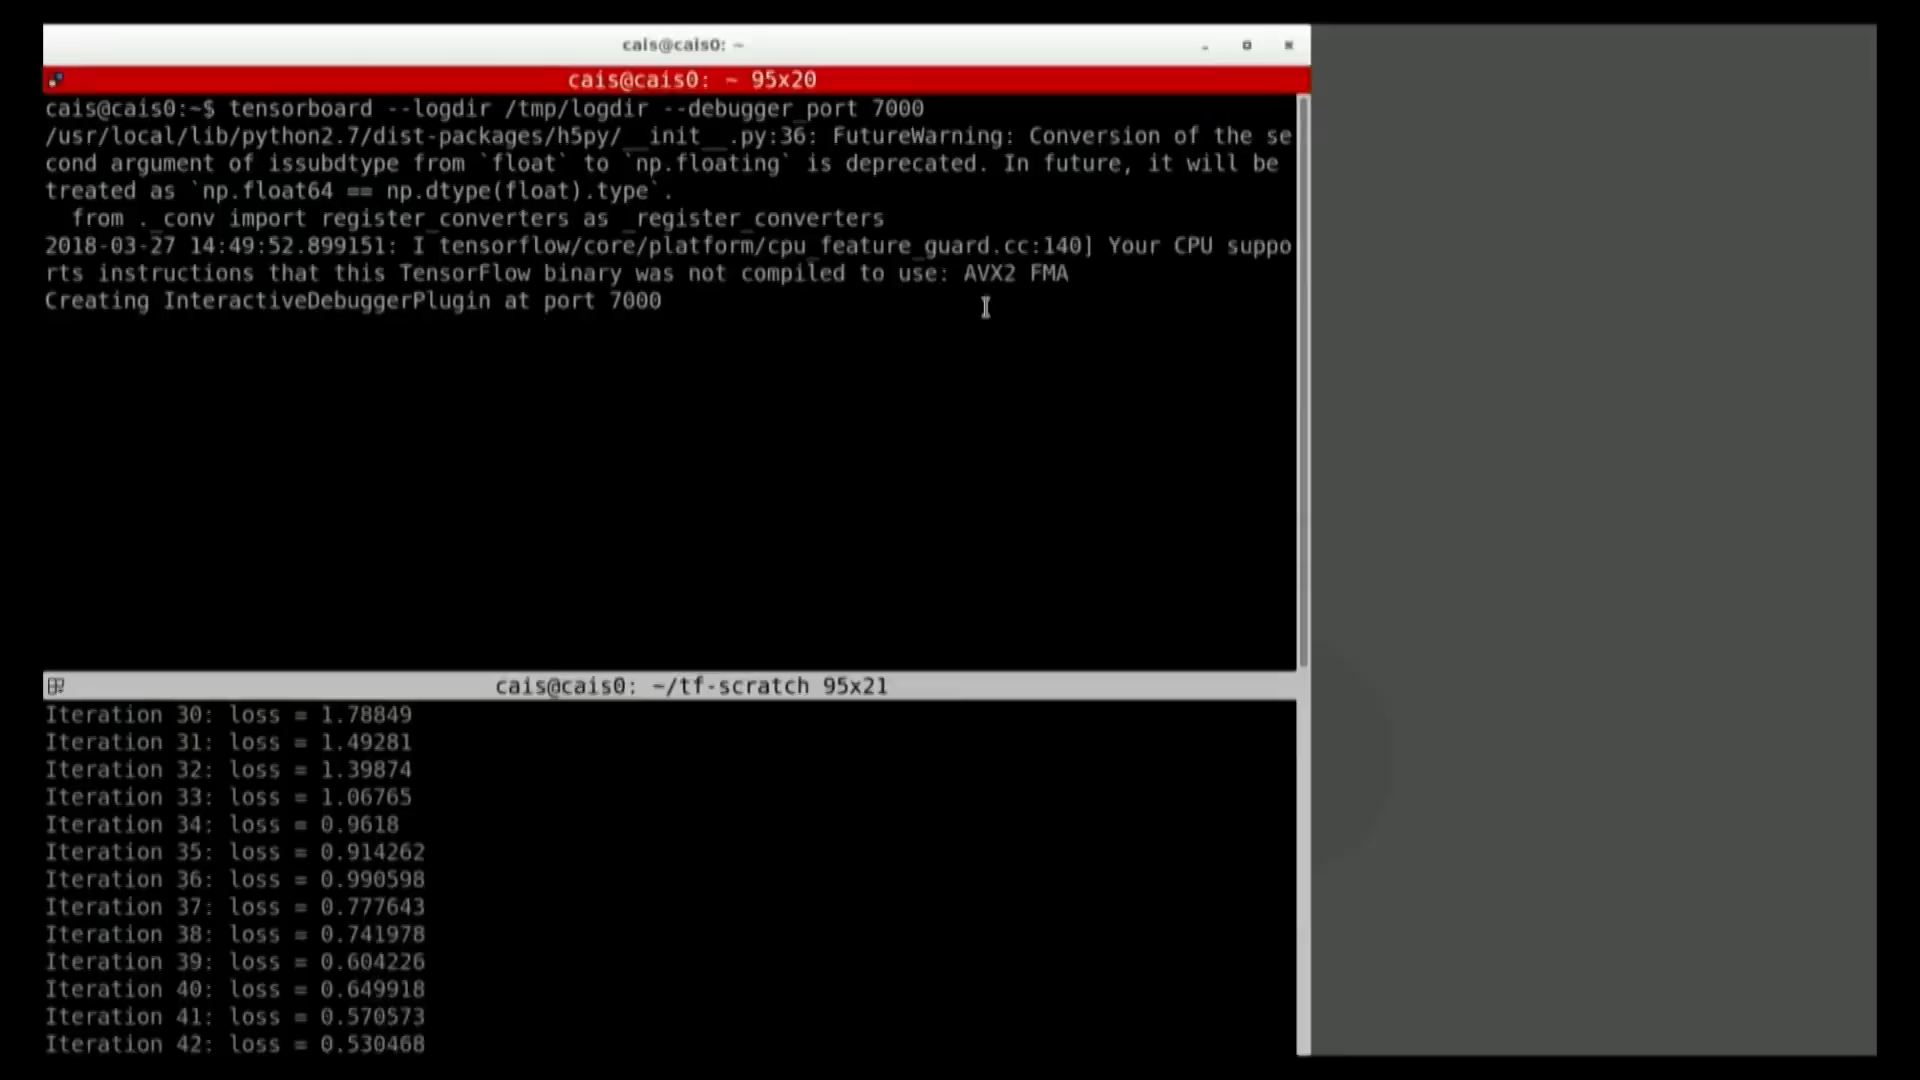 cais@cais0: ~
cais@cais0: ~ 95x20
cais@cais0:~$ tensorboard --logdir /tmp/logdir --debugger_port 7000
/usr/local/lib/python2.7/dist-packages/h5py/__init__.py:36: FutureWarning: Conversion of the se
cond argument of issubdtype from `float` to `np.floating` is deprecated. In future, it will be
treated as `np.float64 == np.dtype(float).type`.
  from ._conv import register_converters as _register_converters
2018-03-27 14:49:52.899151: I tensorflow/core/platform/cpu_feature_guard.cc:140] Your CPU suppo
rts instructions that this TensorFlow binary was not compiled to use: AVX2 FMA
Creating InteractiveDebuggerPlugin at port 7000
cais@cais0: ~/tf-scratch 95x21
Iteration 30: loss = 1.78849
Iteration 31: loss = 1.49281
Iteration 32: loss = 1.39874
Iteration 33: loss = 1.06765
Iteration 34: loss = 0.9618
Iteration 35: loss = 0.914262
Iteration 36: loss = 0.990598
Iteration 37: loss = 0.777643
Iteration 38: loss = 0.741978
Iteration 39: loss = 0.604226
Iteration 40: loss = 0.649918
Iteration 41: loss = 0.570573
Iteration 42: loss = 0.530468